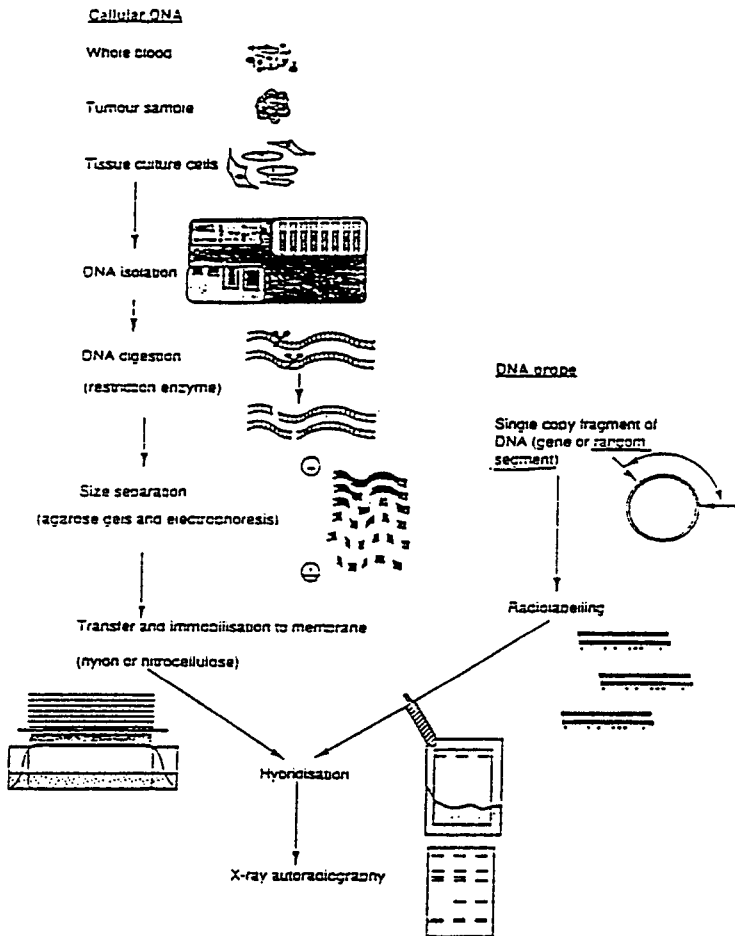 Cellular DNA
Whole blood
Tumour sample
Tissue culture cells
DNA isolation
DNA digestion
(restriction enzyme)
Size separation
(agarose gels and electrophoresis)
Transfer and immobilisation to membrane
(nylon or nitrocellulose)
DNA probe
Single copy fragment of
DNA (gene or random
segment)
Radiolabelling
Hybridisation
X-ray autoradiography